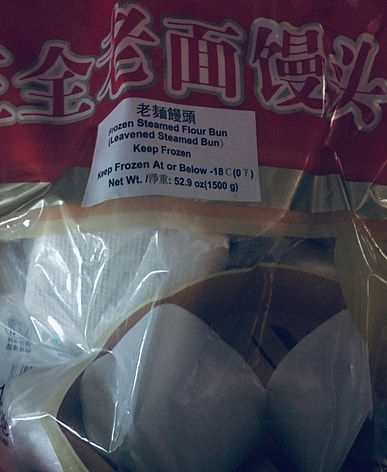 三全老面馒头
老麵饅頭
Frozen Steamed Flour Bun
(Leavened Steamed Bun)
Keep Frozen
Keep Frozen At or Below -18℃(0℉)
Net Wt. /淨重: 52.9 oz(1500 g)